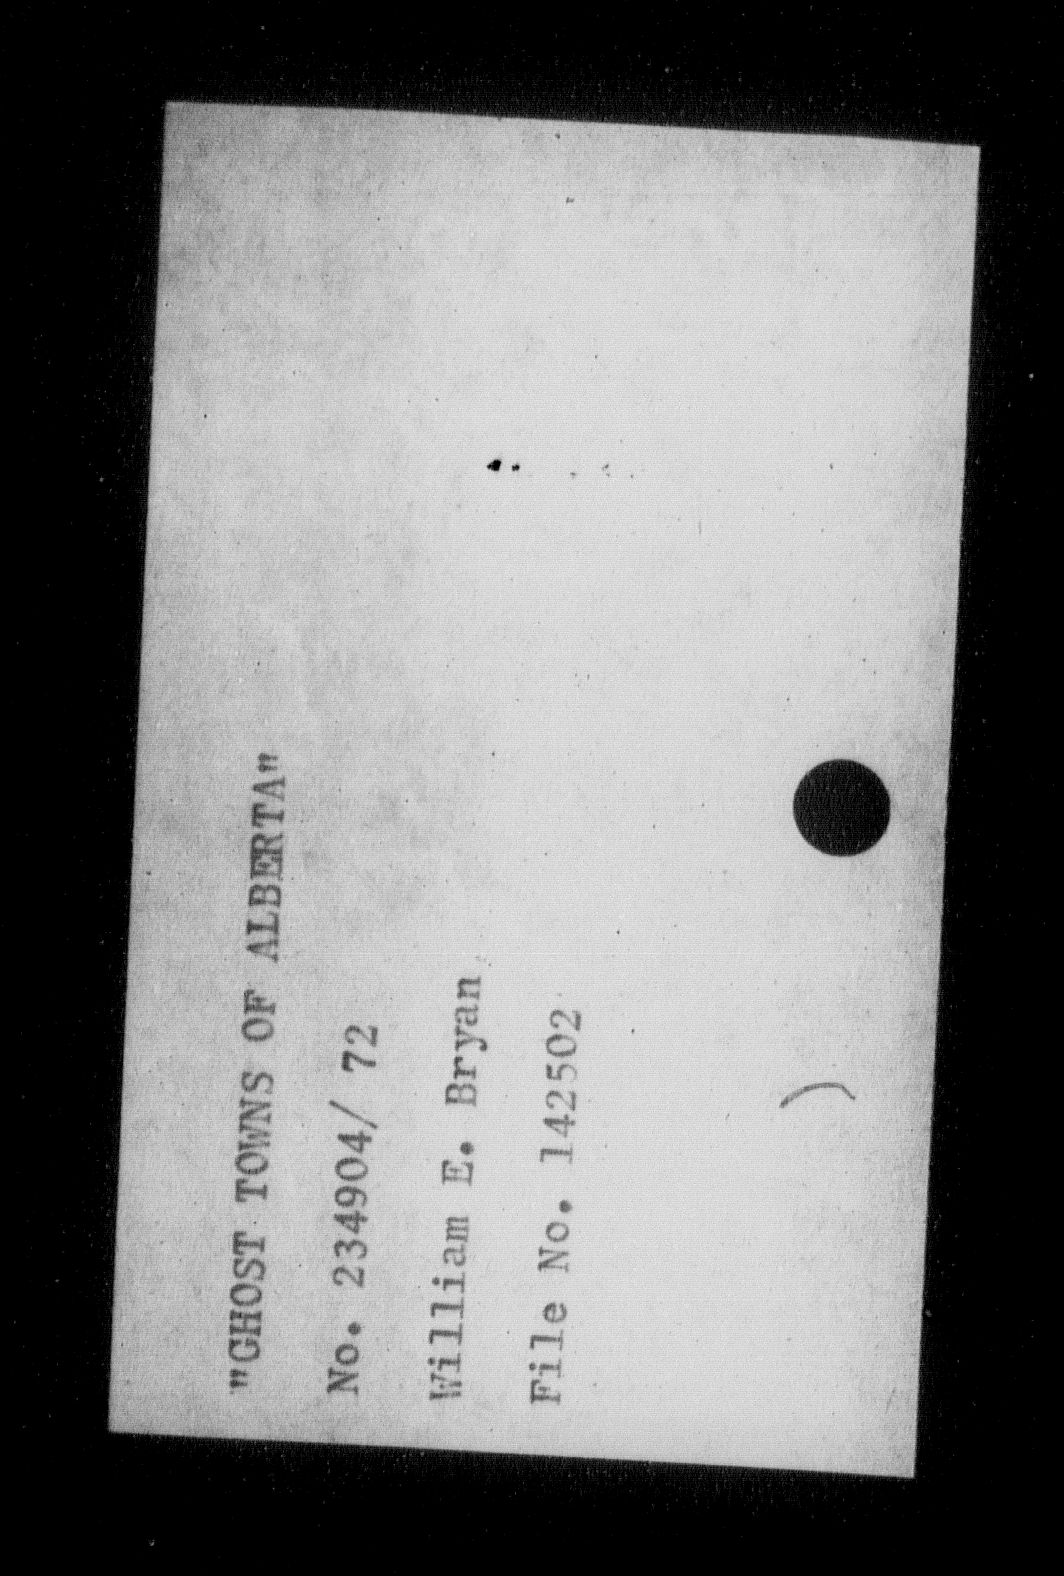 "GHOST TOWNS OF ALBERTA"
No. 234904/ 72
William E. Bryan
File No. 142502